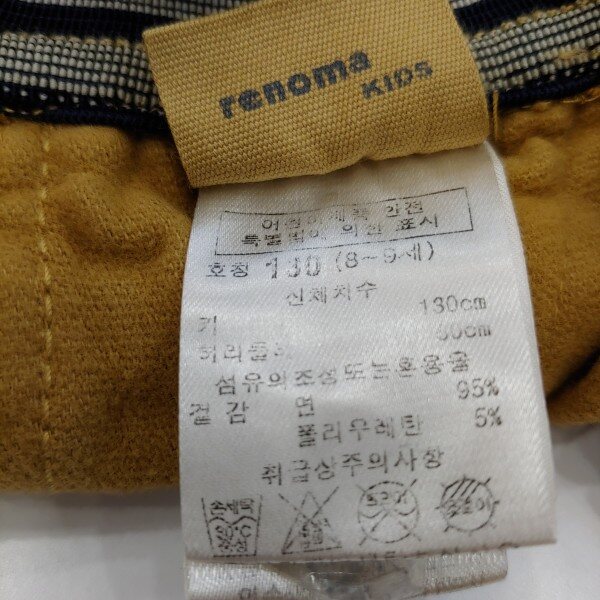 renoma
KIDS
어린이제품 안전
특별법에 의한 표시
호칭 130 (8~9세)
신체치수
키 130cm
허리둘레 60cm
섬유의조성또는혼용율
겉감 면 95%
폴리우레탄 5%
취급상주의사항